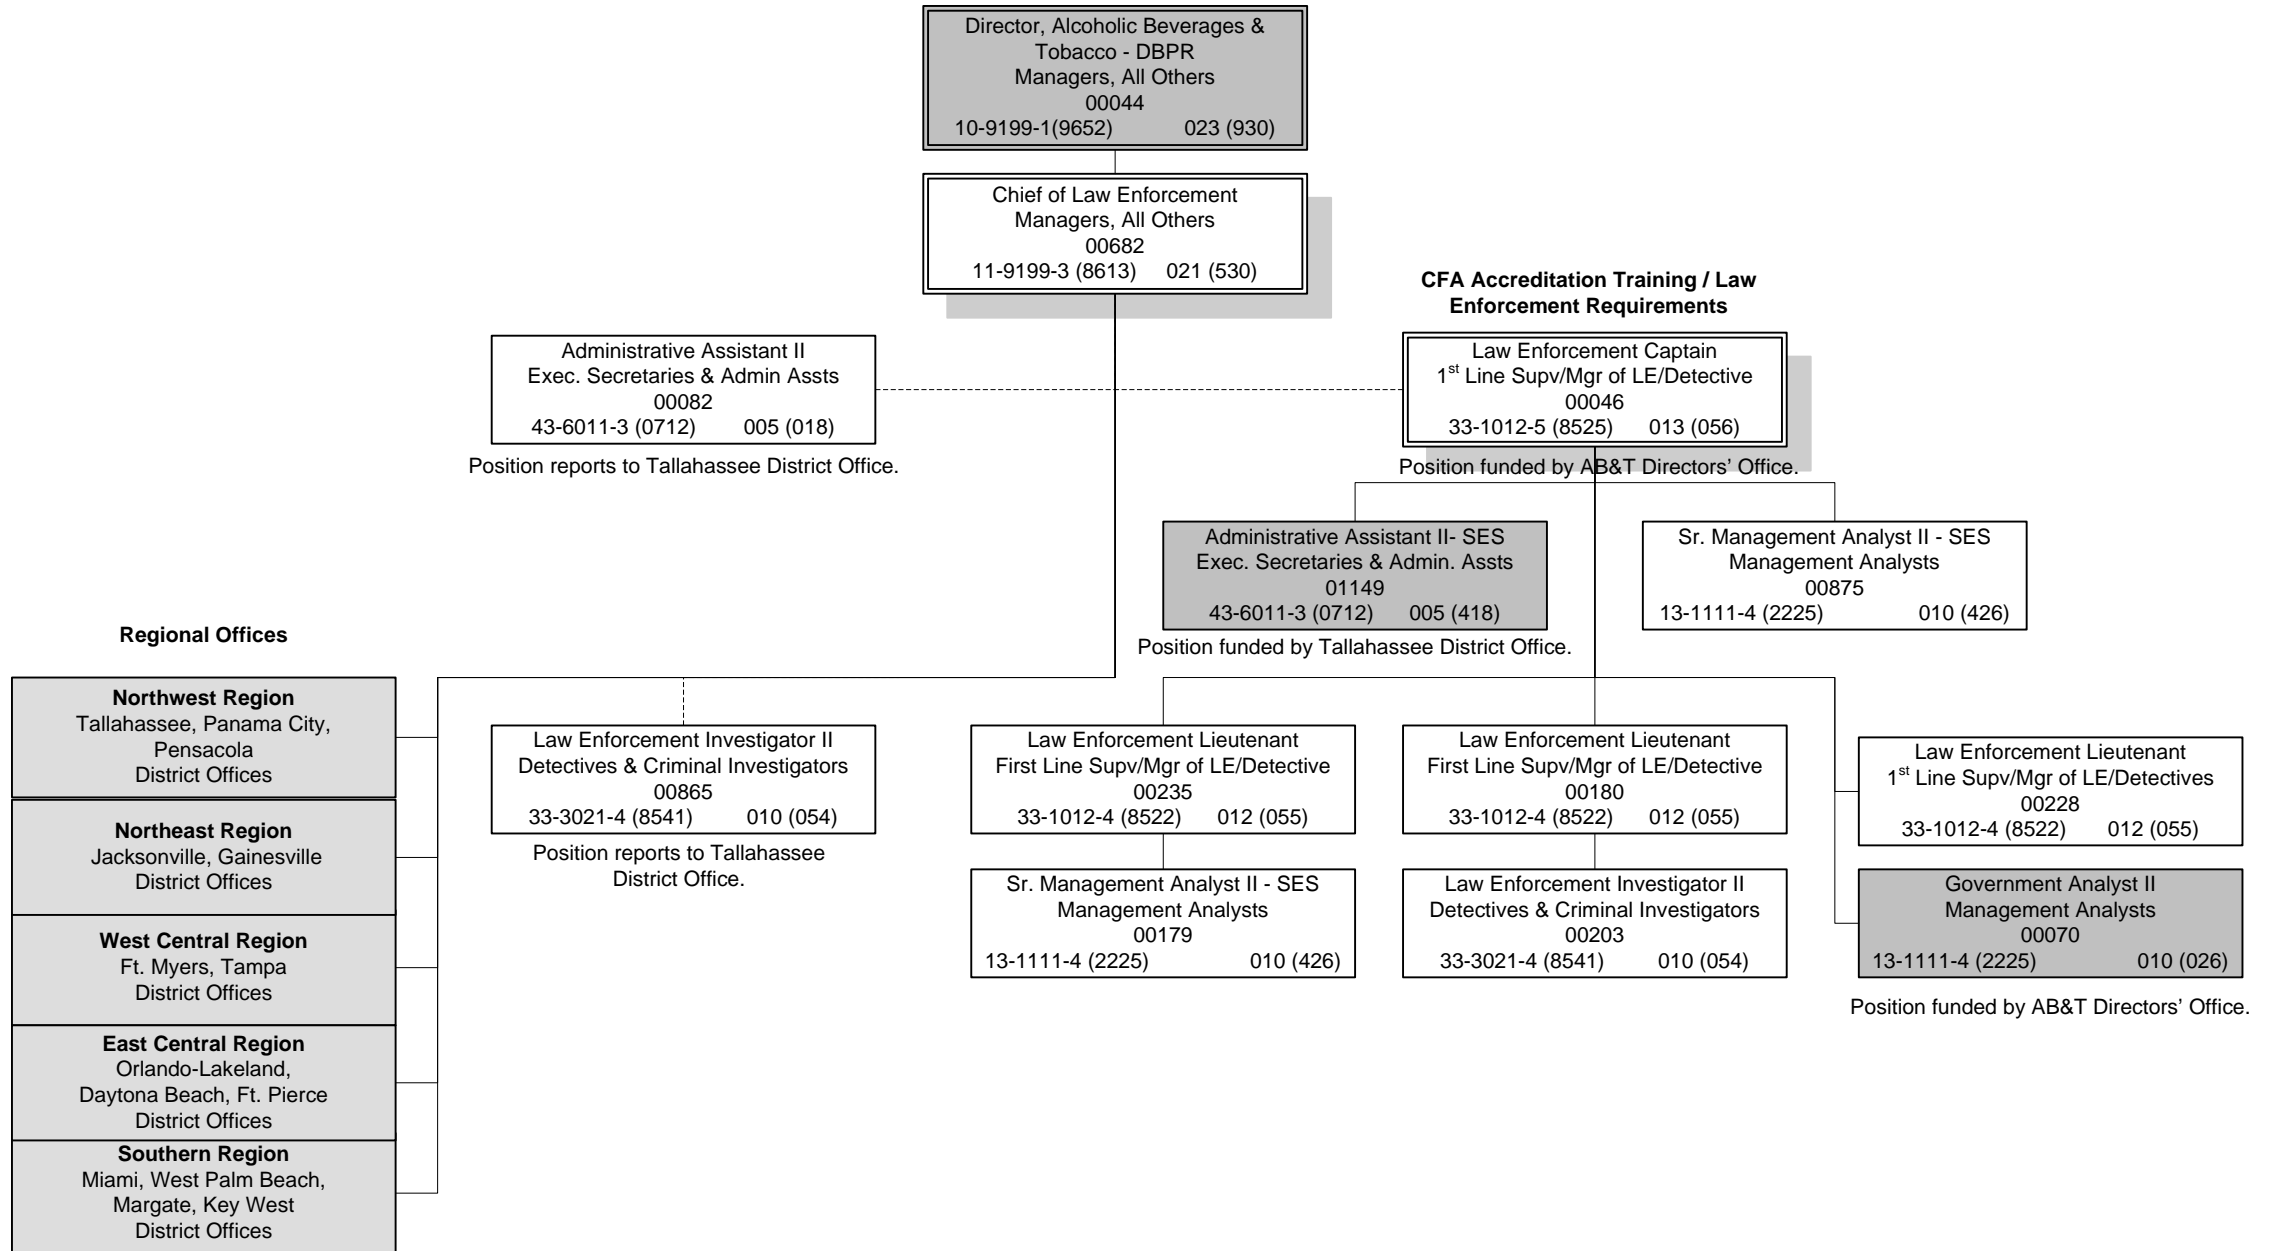 Director, Alcoholic Beverages &
Tobacco - DBPR
Managers, All Others
00044
10-9199-1(9652) 023 (930)
Chief of Law Enforcement
Managers, All Others
00682
11-9199-3 (8613) 021 (530)
CFA Accreditation Training / Law
Enforcement Requirements
Administrative Assistant II
Exec. Secretaries & Admin Assts
00082
43-6011-3 (0712) 005 (018)
Position reports to Tallahassee District Office.
Law Enforcement Captain
1st Line Supv/Mgr of LE/Detective
00046
33-1012-5 (8525) 013 (056)
Position funded by AB&T Directors’ Office.
Administrative Assistant II- SES
Exec. Secretaries & Admin. Assts
01149
43-6011-3 (0712) 005 (418)
Position funded by Tallahassee District Office.
Sr. Management Analyst II - SES
Management Analysts
00875
13-1111-4 (2225) 010 (426)
Regional Offices
Northwest Region
Tallahassee, Panama City,
Pensacola
District Offices
Northeast Region
Jacksonville, Gainesville
District Offices
West Central Region
Ft. Myers, Tampa
District Offices
East Central Region
Orlando-Lakeland,
Daytona Beach, Ft. Pierce
District Offices
Southern Region
Miami, West Palm Beach,
Margate, Key West
District Offices
Law Enforcement Investigator II
Detectives & Criminal Investigators
00865
33-3021-4 (8541) 010 (054)
Position reports to Tallahassee
District Office.
Law Enforcement Lieutenant
First Line Supv/Mgr of LE/Detective
00235
33-1012-4 (8522) 012 (055)
Sr. Management Analyst II - SES
Management Analysts
00179
13-1111-4 (2225) 010 (426)
Law Enforcement Lieutenant
First Line Supv/Mgr of LE/Detective
00180
33-1012-4 (8522) 012 (055)
Law Enforcement Investigator II
Detectives & Criminal Investigators
00203
33-3021-4 (8541) 010 (054)
Law Enforcement Lieutenant
1st Line Supv/Mgr of LE/Detectives
00228
33-1012-4 (8522) 012 (055)
Government Analyst II
Management Analysts
00070
13-1111-4 (2225) 010 (026)
Position funded by AB&T Directors’ Office.